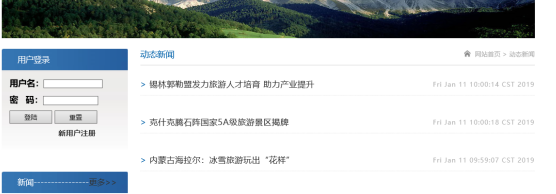 用户登录
用户名：
密 码：
登陆 重置
新用户注册
新闻----------------更多>>
动态新闻
网站首页 > 动态新闻
> 锡林郭勒盟发力旅游人才培育 助力产业提升 Fri Jan 11 10:00:14 CST 2019
> 克什克腾石阵国家5A级旅游景区揭牌 Fri Jan 11 10:00:18 CST 2019
> 内蒙古海拉尔：冰雪旅游玩出“花样” Fri Jan 11 09:59:07 CST 2019